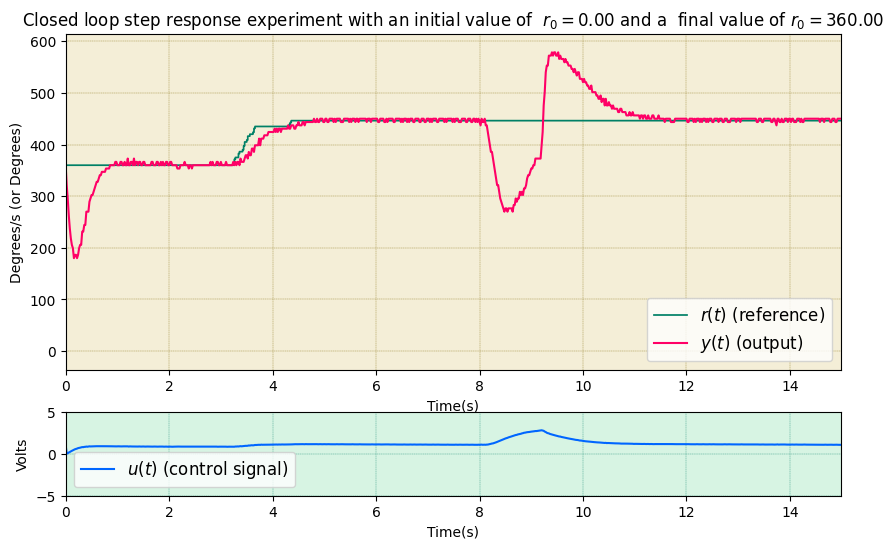 Closed loop step response experiment with an initial value of r₀ = 0.00 and a final value of r₀ = 360.00
Degrees/s (or Degrees)
600
500
400
300
200
100
0
r(t) (reference)
y(t) (output)
0 2 4 6 8 10 12 14
Time(s)
Volts
5
0
−5
u(t) (control signal)
0 2 4 6 8 10 12 14
Time(s)